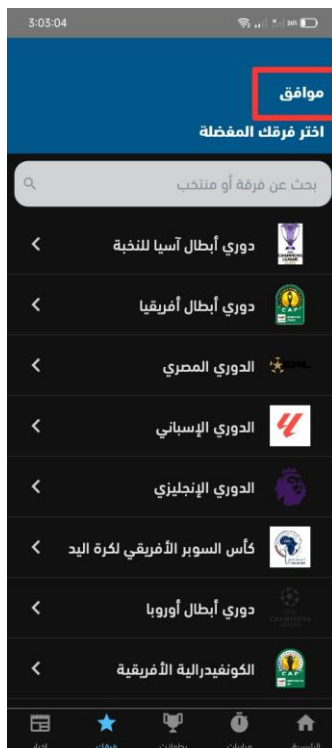 3:03:04
موافق
اختر فرقك المفضلة
بحث عن فرقة أو منتخب
دوري أبطال آسيا للنخبة
دوري أبطال أفريقيا
الدوري المصري
الدوري الإسباني
الدوري الإنجليزي
كأس السوبر الأفريقي لكرة اليد
دوري أبطال أوروبا
الكونفيدرالية الأفريقية